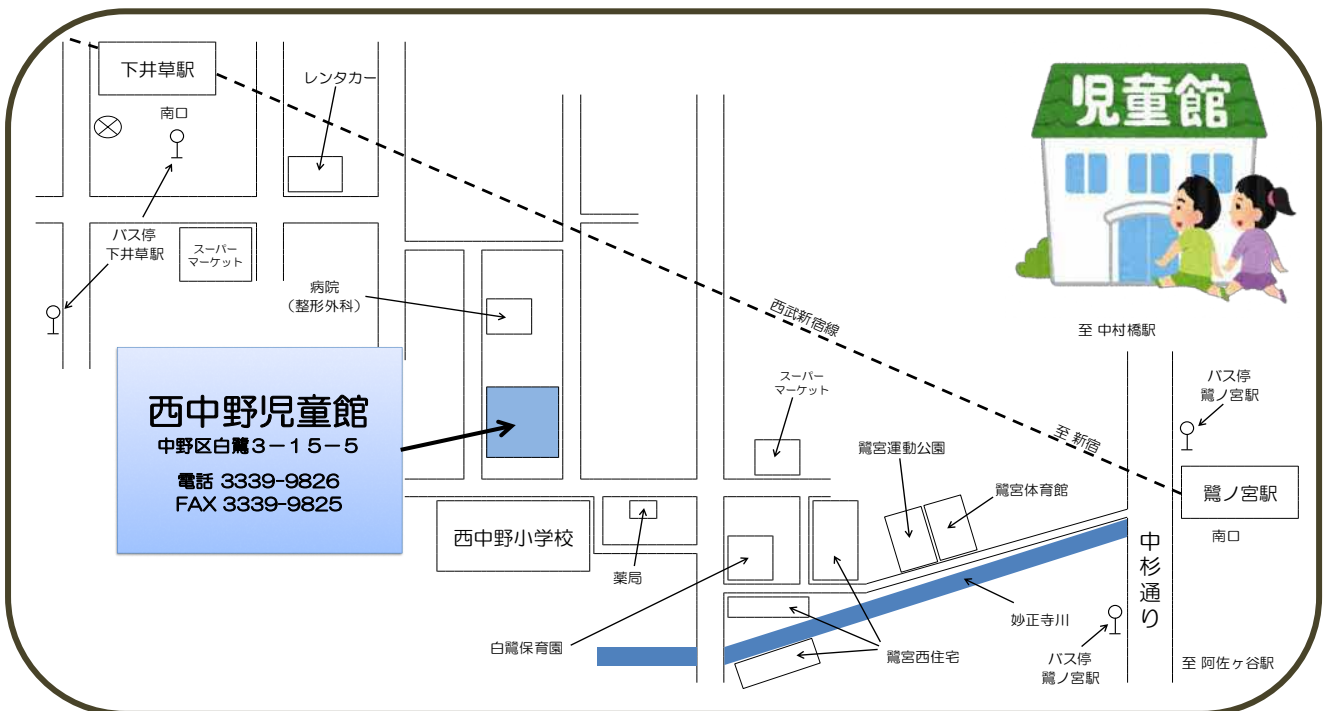 下井草駅
レンタカー
児童館
南口
バス停
下井草駅
スーパー
マーケット
病院
(整形外科)
西武新宿線
至 中村橋駅
西中野児童館
中野区白鷺3-15-5
電話 3339-9826
FAX 3339-9825
スーパー
マーケット
バス停
鷺ノ宮駅
至 新宿
鷺宮運動公園
鷺宮体育館
鷺ノ宮駅
南口
西中野小学校
薬局
中杉通り
妙正寺川
白鷺保育園
鷺宮西住宅
バス停
鷺ノ宮駅
至 阿佐ヶ谷駅